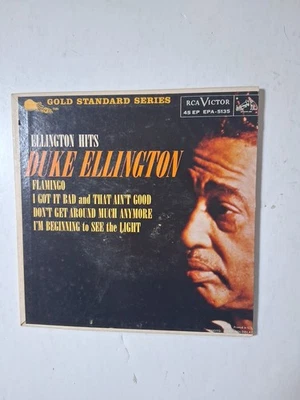 GOLD STANDARD SERIES
RCA VICTOR
45 EP EPA-5135
ELLINGTON HITS
DUKE ELLINGTON
FLAMINGO
I GOT IT BAD and THAT AIN'T GOOD
DON'T GET AROUND MUCH ANYMORE
I'M BEGINNING to SEE the LIGHT